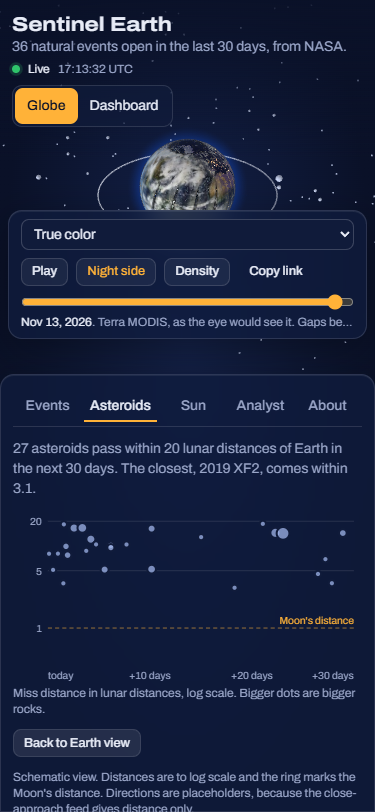 Sentinel Earth
36 natural events open in the last 30 days, from NASA.
Live 17:13:32 UTC
Globe Dashboard
True color
Play Night side Density Copy link
Nov 13, 2026. Terra MODIS, as the eye would see it. Gaps be...
Events Asteroids Sun Analyst About
27 asteroids pass within 20 lunar distances of Earth in
the next 30 days. The closest, 2019 XF2, comes within
3.1.
20
5
Moon's distance
1
today +10 days +20 days +30 days
Miss distance in lunar distances, log scale. Bigger dots are bigger
rocks.
Back to Earth view
Schematic view. Distances are to log scale and the ring marks the
Moon's distance. Directions are placeholders, because the close-
approach feed gives distance only.